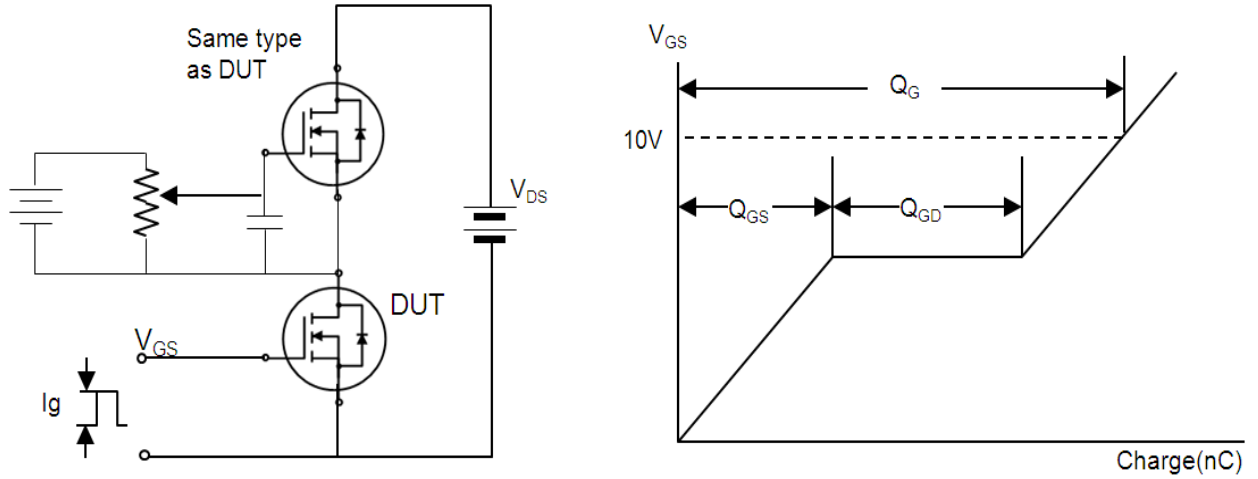 Same type
as DUT
V_DS
DUT
V_GS
Ig
V_GS
Q_G
10V
Q_GS
Q_GD
Charge(nC)